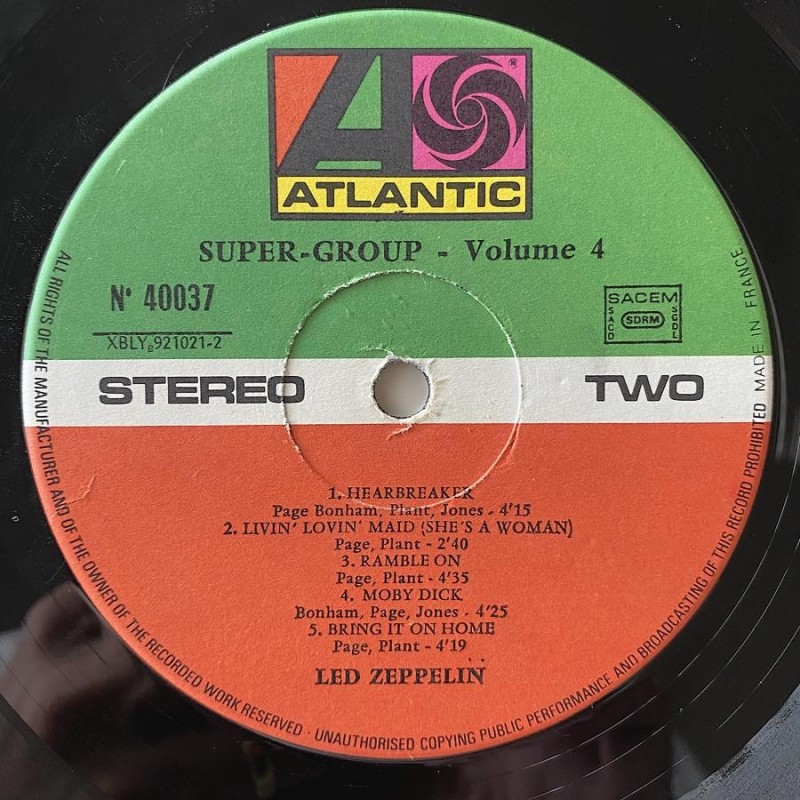 ®
ATLANTIC
SUPER-GROUP - Volume 4
N° 40037
XBLYB921021-2
SACEM
SACD
SDRM
SGDL
STEREO
TWO
1. HEARBREAKER
Page Bonham, Plant, Jones - 4'15
2. LIVIN' LOVIN' MAID (SHE'S A WOMAN)
Page, Plant - 2'40
3. RAMBLE ON
Page, Plant - 4'35
4. MOBY DICK
Bonham, Page, Jones - 4'25
5. BRING IT ON HOME
Page, Plant - 4'19
LED ZEPPELIN
ALL RIGHTS OF THE MANUFACTURER AND OF THE OWNER OF THE RECORDED WORK RESERVED · UNAUTHORISED COPYING PUBLIC PERFORMANCE AND BROADCASTING OF THIS RECORD PROHIBITED MADE IN FRANCE